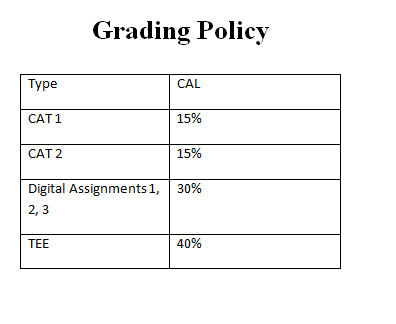 Grading Policy
Type CAL
CAT 1 15%
CAT 2 15%
Digital Assignments 1, 30%
2, 3
TEE 40%